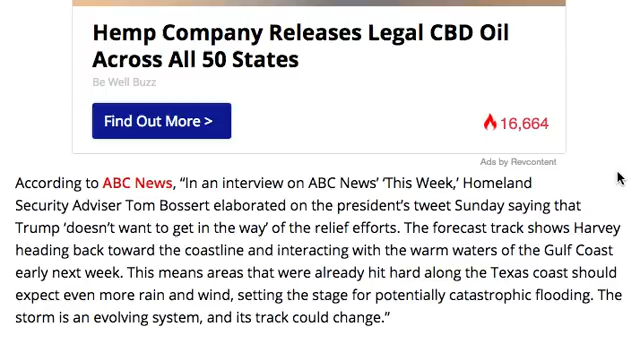 Hemp Company Releases Legal CBD Oil
Across All 50 States
Be Well Buzz
Find Out More >
16,664
Ads by Revcontent
According to ABC News, “In an interview on ABC News’ ‘This Week,’ Homeland
Security Adviser Tom Bossert elaborated on the president’s tweet Sunday saying that
Trump ‘doesn’t want to get in the way’ of the relief efforts. The forecast track shows Harvey
heading back toward the coastline and interacting with the warm waters of the Gulf Coast
early next week. This means areas that were already hit hard along the Texas coast should
expect even more rain and wind, setting the stage for potentially catastrophic flooding. The
storm is an evolving system, and its track could change.”